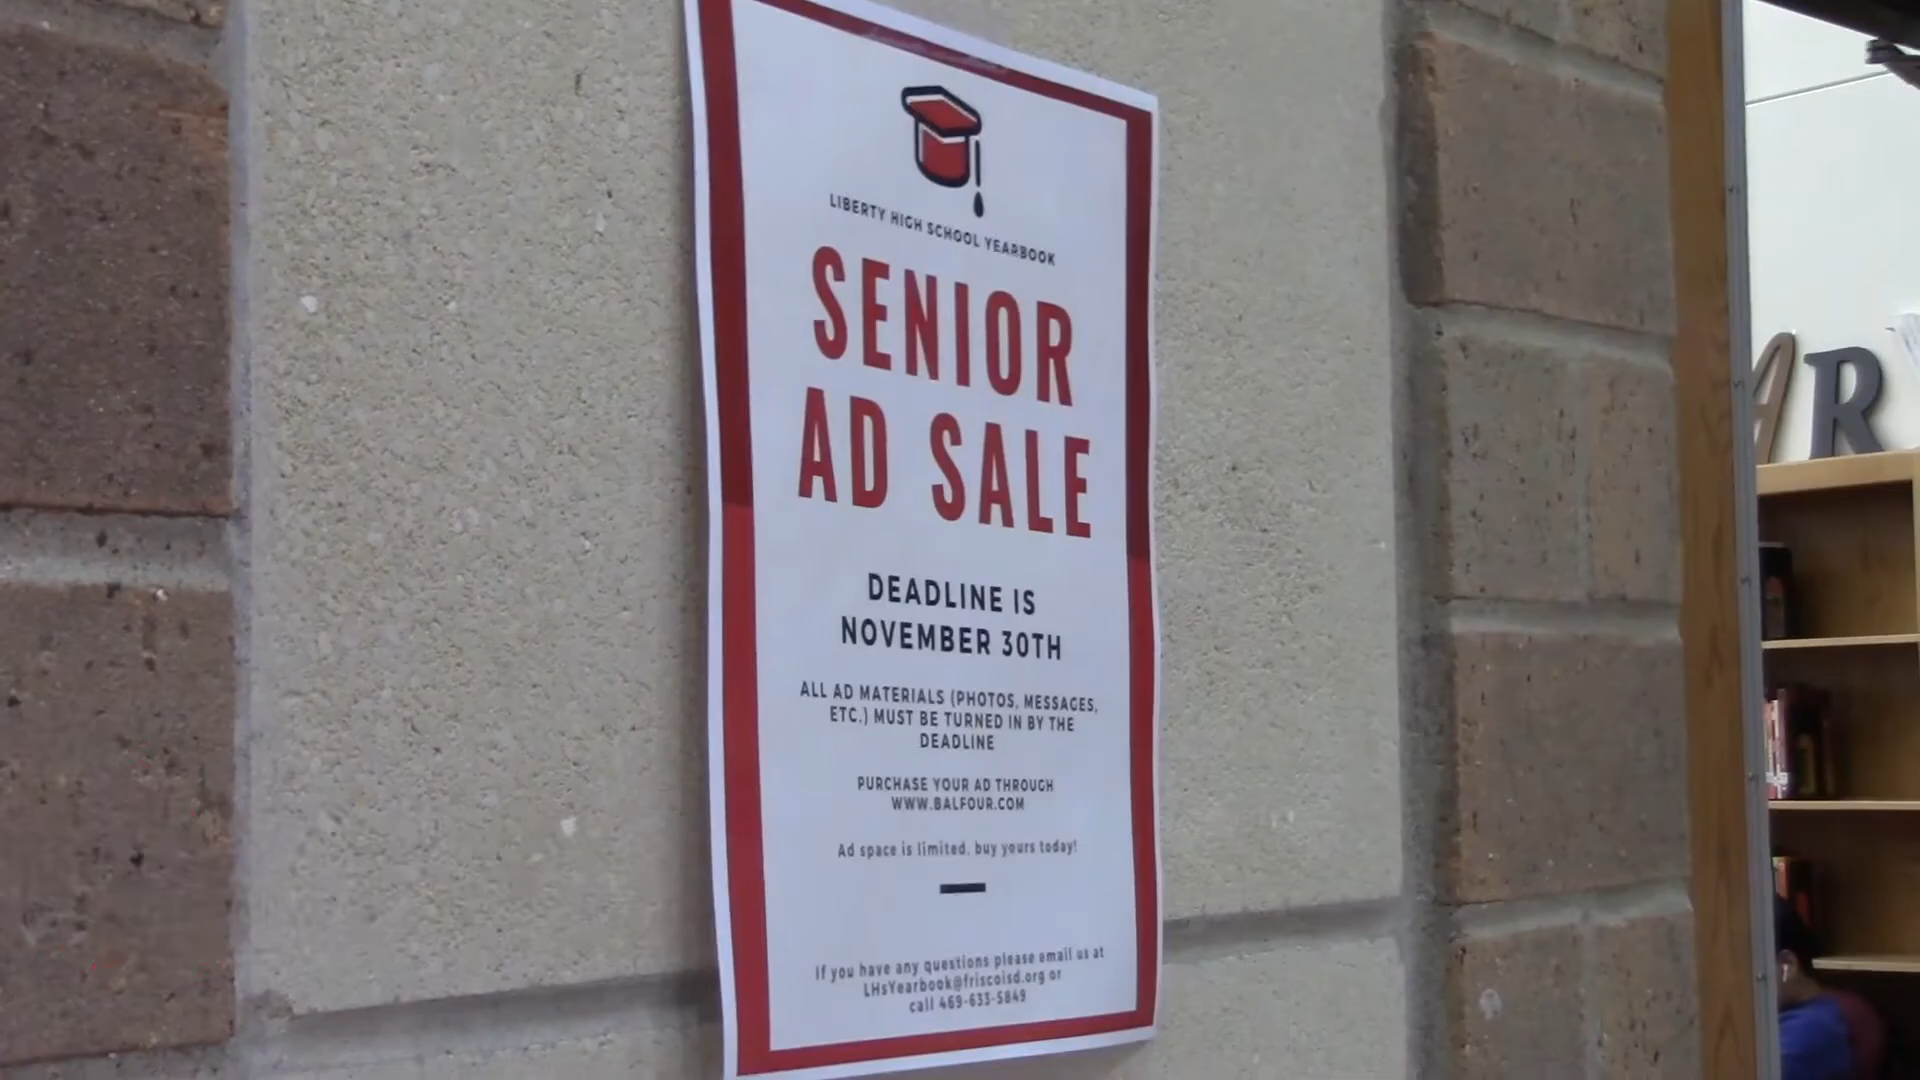 LIBERTY HIGH SCHOOL YEARBOOK
SENIOR
AD SALE
DEADLINE IS
NOVEMBER 30TH
ALL AD MATERIALS (PHOTOS, MESSAGES,
ETC.) MUST BE TURNED IN BY THE
DEADLINE
PURCHASE YOUR AD THROUGH
WWW.BALFOUR.COM
Ad space is limited, buy yours today!
If you have any questions please email us at
LHsYearbook@friscoisd.org or
call 469-633-5849
AR